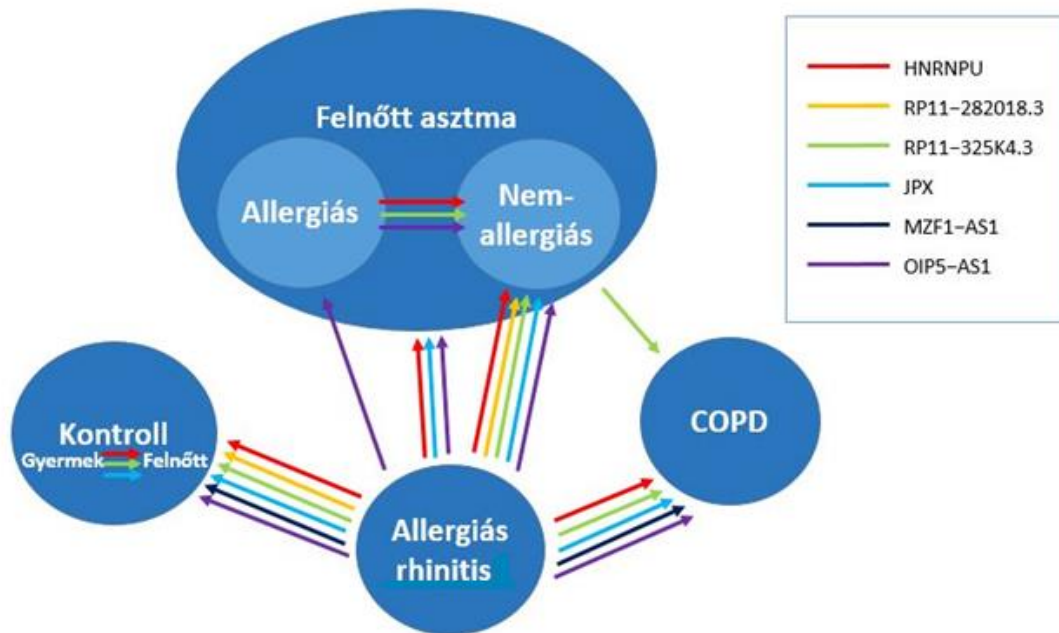 Felnőtt asztma
Allergiás
Nem-
allergiás
HNRNPU
RP11−282018.3
RP11−325K4.3
JPX
MZF1−AS1
OIP5−AS1
Kontroll
Gyermek Felnőtt
COPD
Allergiás
rhinitis